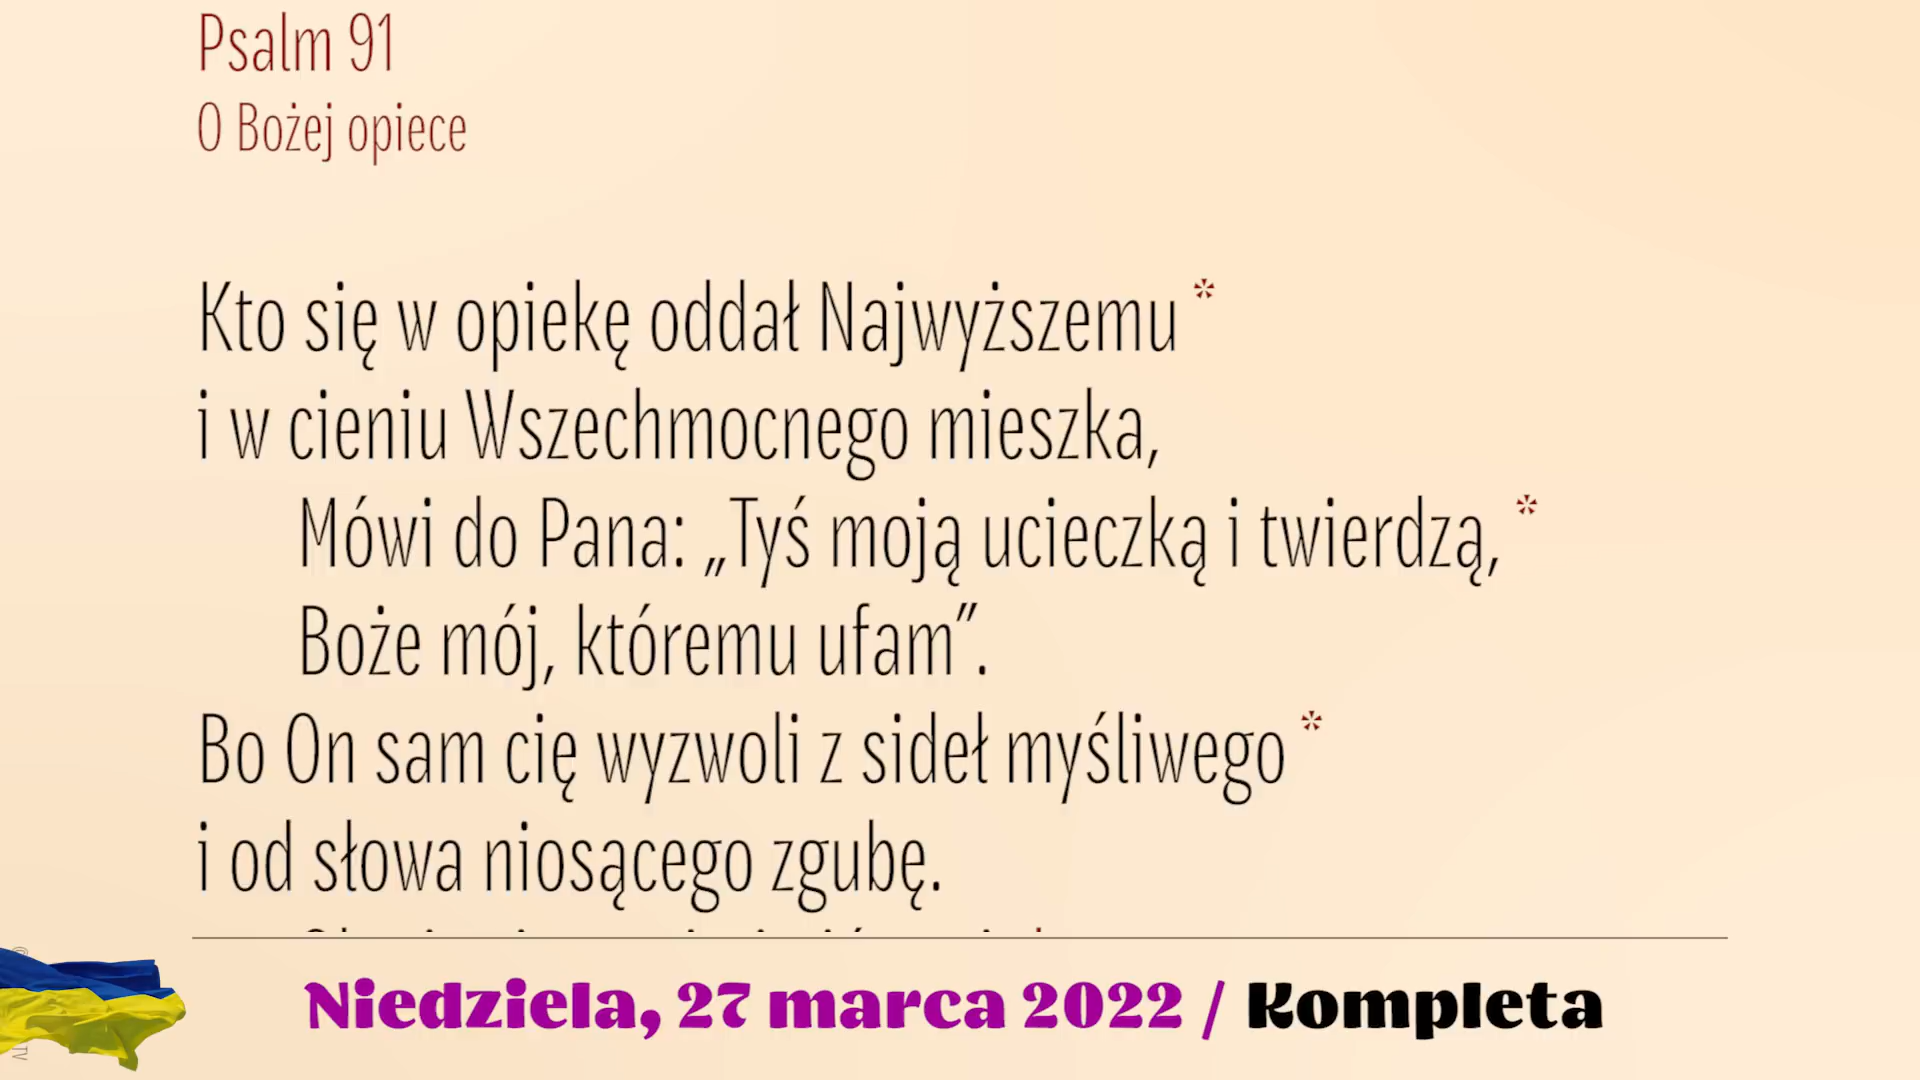 Psalm 91
O Bożej opiece
Kto się w opiekę oddał Najwyższemu *
i w cieniu Wszechmocnego mieszka,
Mówi do Pana: „Tyś moją ucieczką i twierdzą, *
Boże mój, któremu ufam”.
Bo On sam cię wyzwoli z sideł myśliwego *
i od słowa niosącego zgubę.
Niedziela, 27 marca 2022 / Kompleta